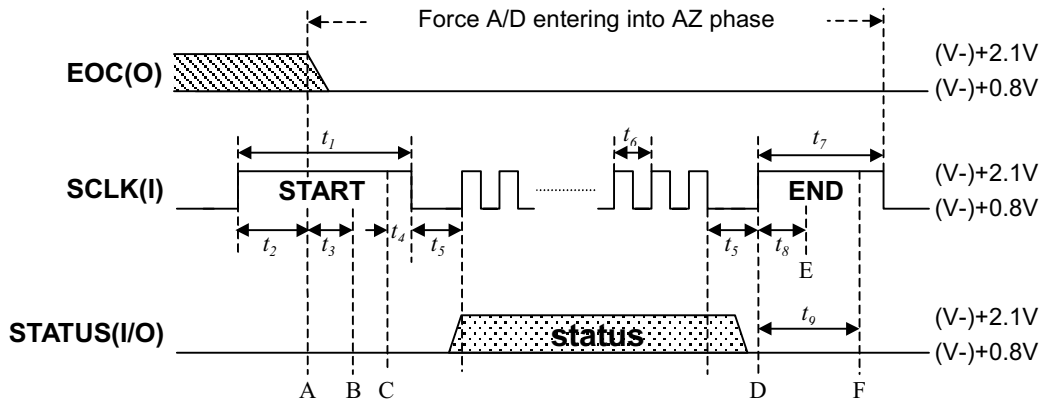 Force A/D entering into AZ phase
EOC(O)
(V-)+2.1V
(V-)+0.8V
t1
t6
t7
SCLK(I)
START
END
(V-)+2.1V
(V-)+0.8V
t2
t3
t4
t5
t5
t8
E
STATUS(I/O)
status
t9
(V-)+2.1V
(V-)+0.8V
A
B
C
D
F